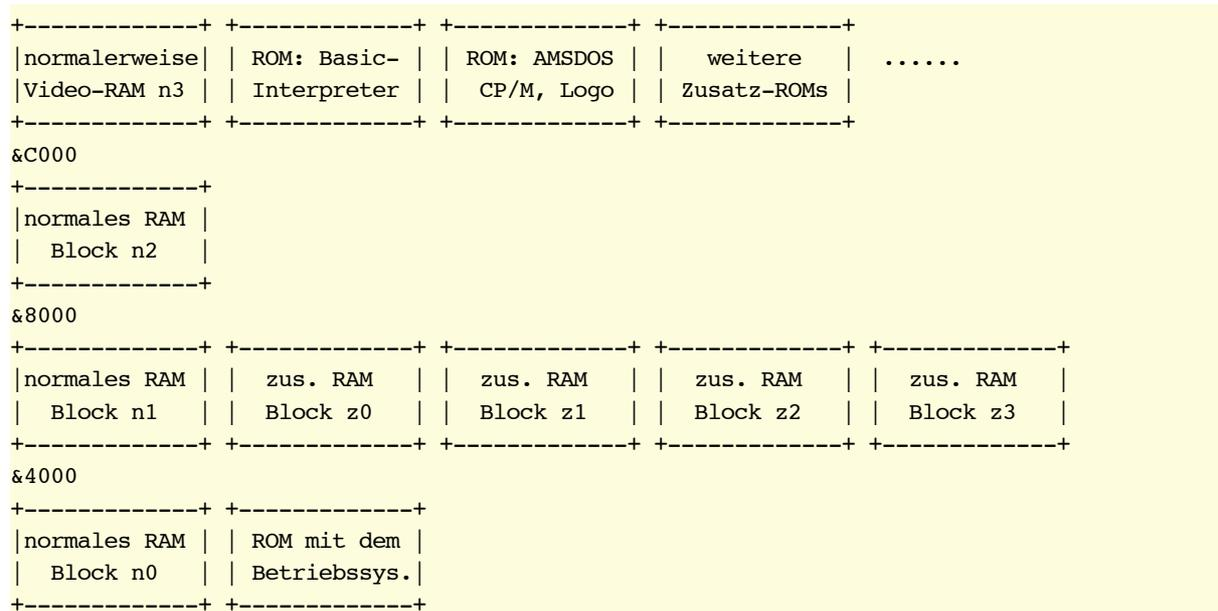 +-------------+ +-------------+ +-------------+ +-------------+
|normalerweise| | ROM: Basic- | | ROM: AMSDOS | |   weitere   |  ......
|Video-RAM n3 | | Interpreter | |  CP/M, Logo | | Zusatz-ROMs |
+-------------+ +-------------+ +-------------+ +-------------+
&C000
+-------------+
|normales RAM |
|  Block n2   |
+-------------+
&8000
+-------------+ +-------------+ +-------------+ +-------------+ +-------------+
|normales RAM | |  zus. RAM   | |  zus. RAM   | |  zus. RAM   | |  zus. RAM   |
|  Block n1   | |  Block z0   | |  Block z1   | |  Block z2   | |  Block z3   |
+-------------+ +-------------+ +-------------+ +-------------+ +-------------+
&4000
+-------------+ +-------------+
|normales RAM | | ROM mit dem |
|  Block n0   | | Betriebssys.|
+-------------+ +-------------+